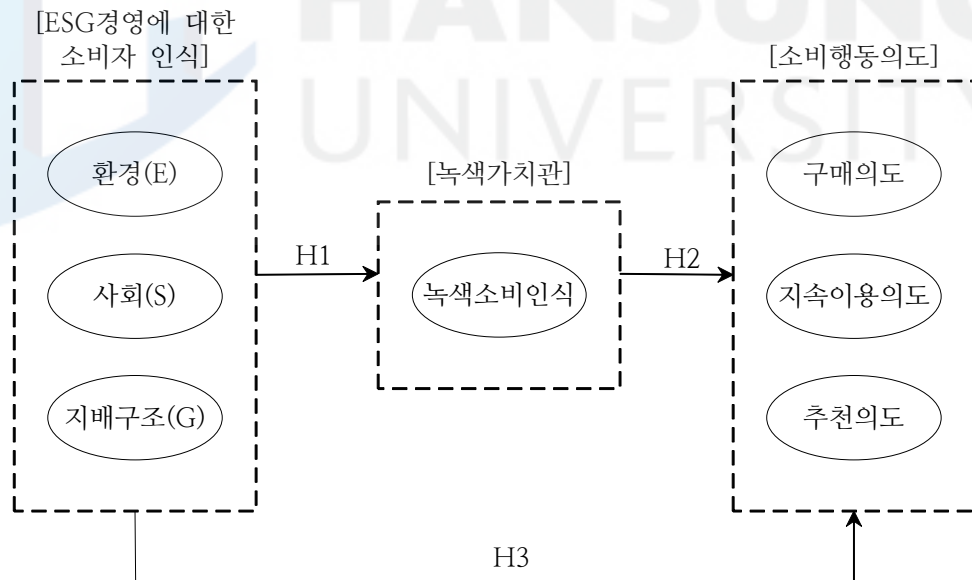 [ESG경영에 대한
소비자 인식]
환경(E)
사회(S)
지배구조(G)
H1
[녹색가치관]
녹색소비인식
H2
[소비행동의도]
구매의도
지속이용의도
추천의도
H3
HANSUNG
UNIVERSITY